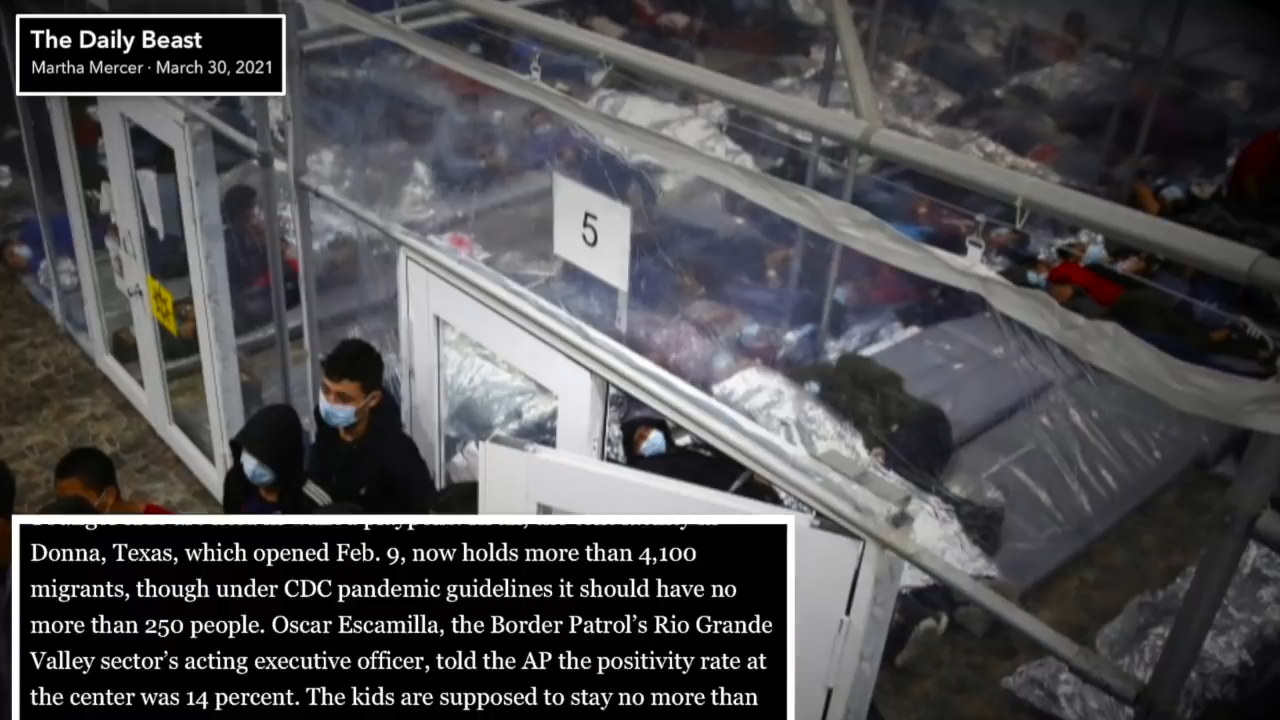 The Daily Beast
Martha Mercer · March 30, 2021
5
Donna, Texas, which opened Feb. 9, now holds more than 4,100
migrants, though under CDC pandemic guidelines it should have no
more than 250 people. Oscar Escamilla, the Border Patrol’s Rio Grande
Valley sector’s acting executive officer, told the AP the positivity rate at
the center was 14 percent. The kids are supposed to stay no more than